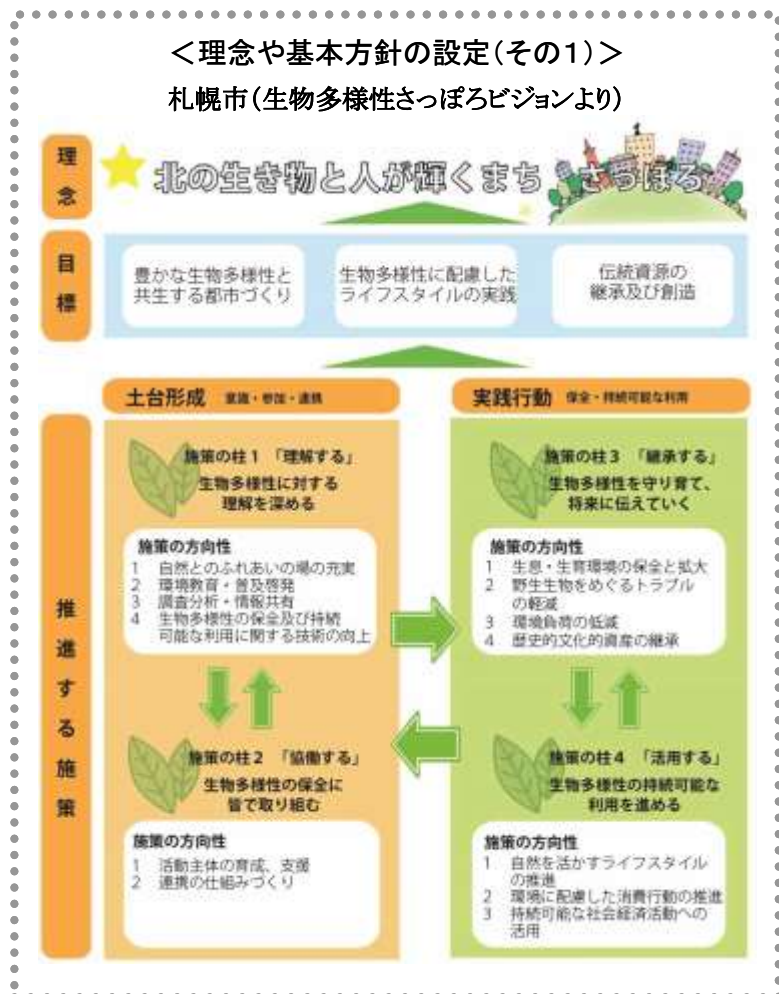 <理念や基本方針の設定(その1)>
札幌市(生物多様性さっぽろビジョンより)
理念
北の生き物と人が輝くまち さっぽろ
目標
豊かな生物多様性と
共生する都市づくり
生物多様性に配慮した
ライフスタイルの実践
伝統資源の
継承及び創造
土台形成 意識・参加・連携
実践行動 保全・持続可能な利用
推進する施策
施策の柱1 「理解する」
生物多様性に対する
理解を深める
施策の方向性
1 自然とのふれあいの場の充実
2 環境教育・普及啓発
3 調査分析・情報共有
4 生物多様性の保全及び持続
可能な利用に関する技術の向上
施策の柱2 「協働する」
生物多様性の保全に
皆で取り組む
施策の方向性
1 活動主体の育成、支援
2 連携の仕組みづくり
施策の柱3 「継承する」
生物多様性を守り育て、
将来に伝えていく
施策の方向性
1 生息・生育環境の保全と拡大
2 野生生物をめぐるトラブル
の軽減
3 環境負荷の低減
4 歴史的文化的資産の継承
施策の柱4 「活用する」
生物多様性の持続可能な
利用を進める
施策の方向性
1 自然を活かすライフスタイル
の推進
2 環境に配慮した消費行動の推進
3 持続可能な社会経済活動への
活用